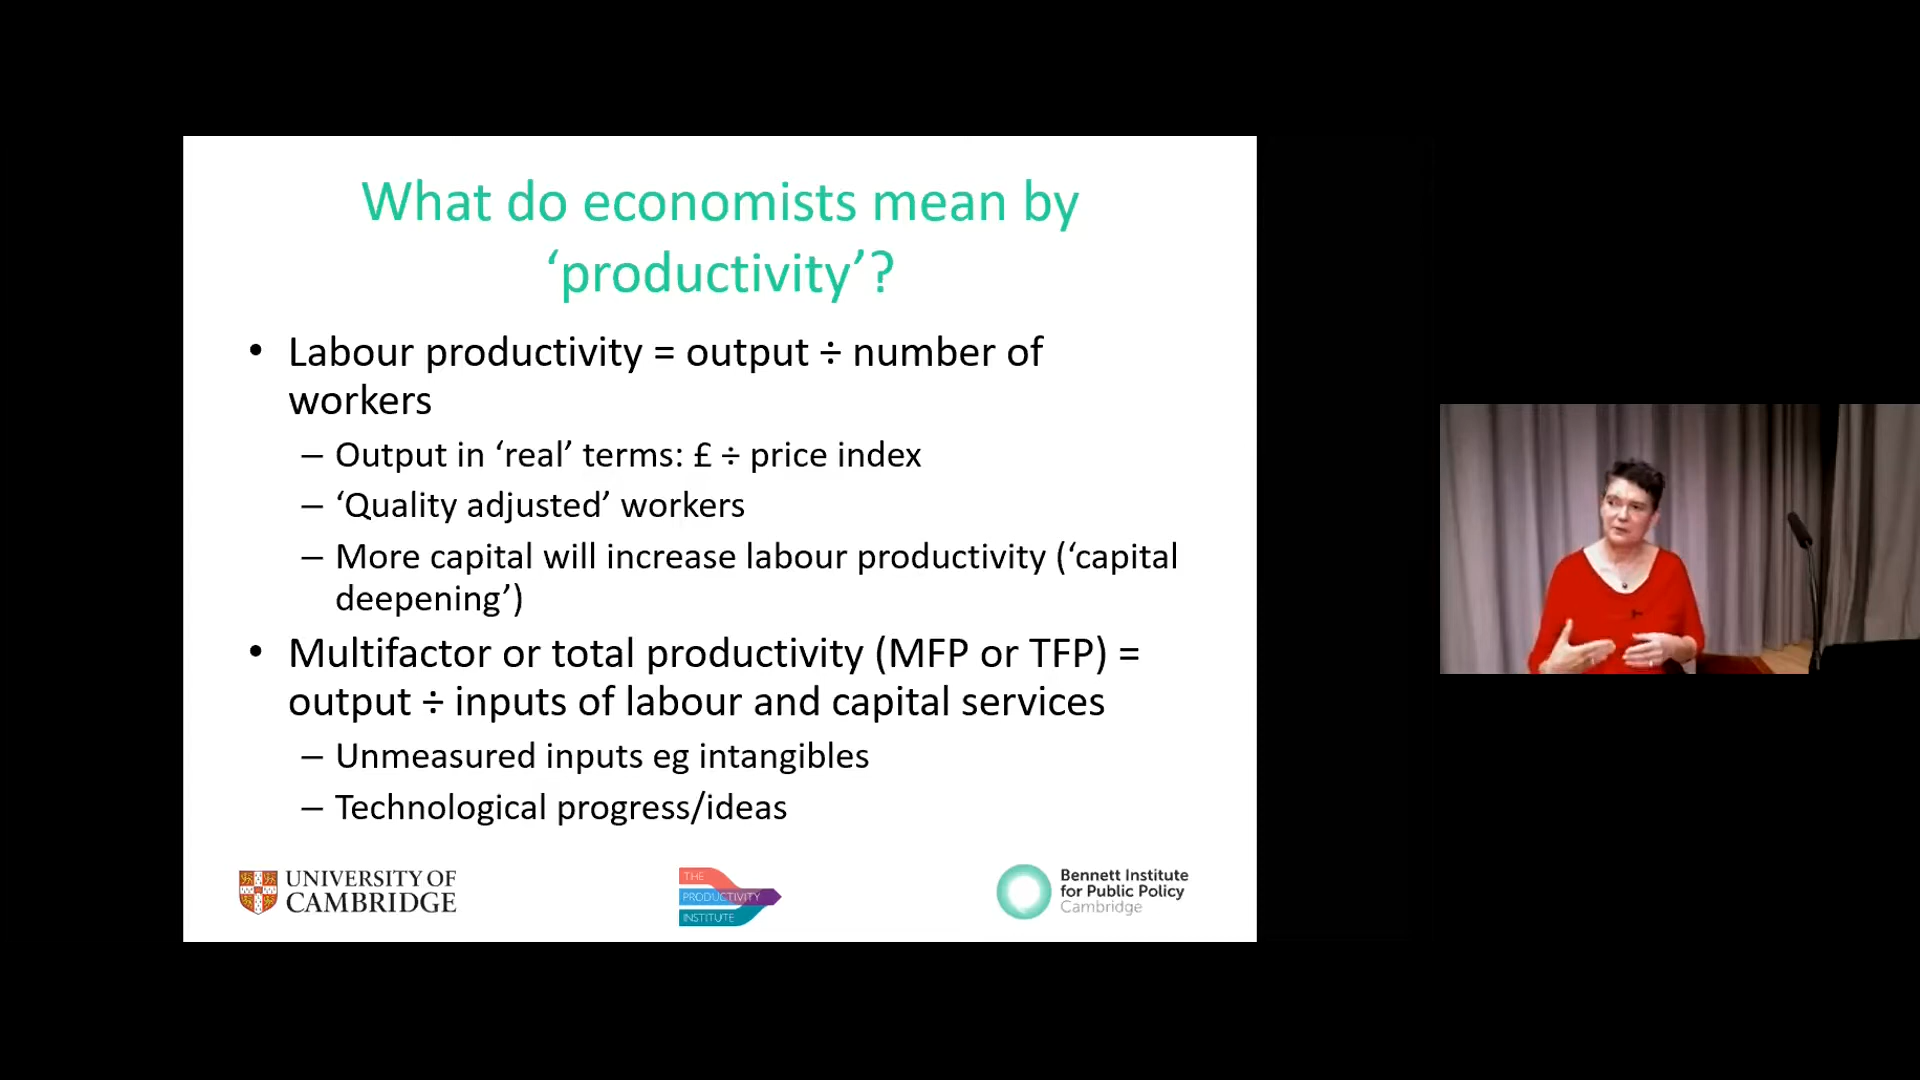 What do economists mean by
‘productivity’?
• Labour productivity = output ÷ number of
workers
– Output in ‘real’ terms: £ ÷ price index
– ‘Quality adjusted’ workers
– More capital will increase labour productivity (‘capital
deepening’)
• Multifactor or total productivity (MFP or TFP) =
output ÷ inputs of labour and capital services
– Unmeasured inputs eg intangibles
– Technological progress/ideas
UNIVERSITY OF
CAMBRIDGE
THE
PRODUCTIVITY
INSTITUTE
Bennett Institute
for Public Policy
Cambridge